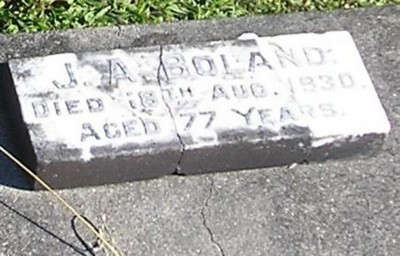 J. A. BOLAND.
DIED 18TH AUG. 1930.
AGED 77 YEARS.